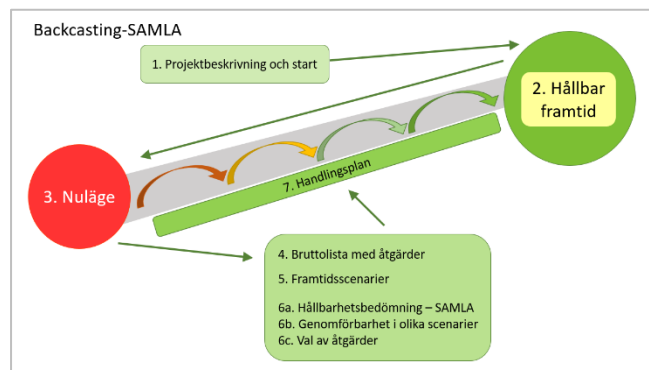 Backcasting-SAMLA
1. Projektbeskrivning och start
2. Hållbar
framtid
3. Nuläge
7. Handlingsplan
4. Bruttolista med åtgärder
5. Framtidsscenarier
6a. Hållbarhetsbedömning – SAMLA
6b. Genomförbarhet i olika scenarier
6c. Val av åtgärder